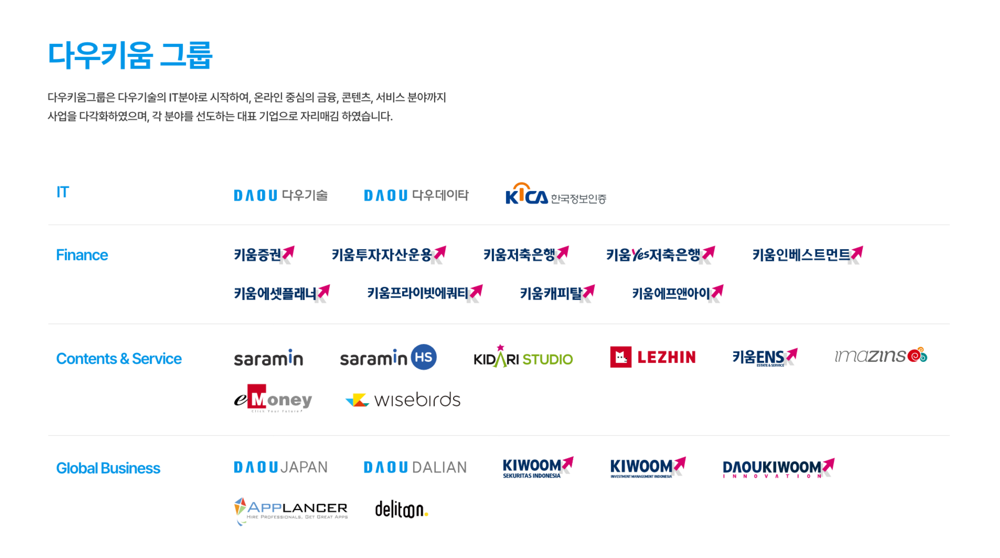 다우키움 그룹
다우키움그룹은 다우기술의 IT분야로 시작하여, 온라인 중심의 금융, 콘텐츠, 서비스 분야까지
사업을 다각화하였으며, 각 분야를 선도하는 대표 기업으로 자리매김 하였습니다.
IT
DAOU 다우기술 DAOU 다우데이타 KICA 한국정보인증
Finance
키움증권 키움투자자산운용 키움저축은행 키움Yes저축은행 키움인베스트먼트
키움에셋플래너 키움프라이빗에쿼티 키움캐피탈 키움에프앤아이
Contents & Service
saramin saramin HS KIDARI STUDIO LEZHIN 키움ENS imazins
ESTATE & SERVICE
eMoney wisebirds
Click Your Future
Global Business
DAOU JAPAN DAOU DALIAN KIWOOM KIWOOM DAOUKIWOOM
SEKURITAS INDONESIA INVESTMENT MANAGEMENT INDONESIA INNOVATION
APPLANCER delitoon.
HIRE PROFESSIONALS, GET GREAT APPS